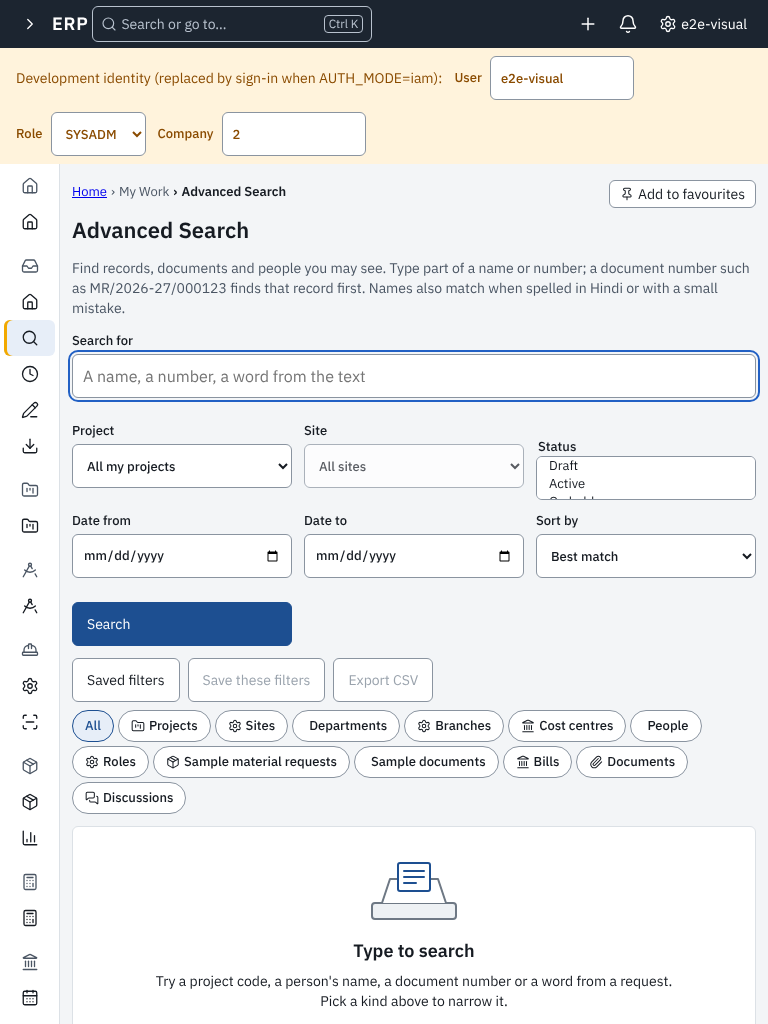 ERP
Search or go to...
Ctrl K
e2e-visual
Development identity (replaced by sign-in when AUTH_MODE=iam):
User
e2e-visual
Role
SYSADM
Company
2
Home › My Work › Advanced Search
Add to favourites
Advanced Search
Find records, documents and people you may see. Type part of a name or number; a document number such
as MR/2026-27/000123 finds that record first. Names also match when spelled in Hindi or with a small
mistake.
Search for
A name, a number, a word from the text
Project
Site
Status
All my projects
All sites
Draft
Active
Date from
Date to
Sort by
mm/dd/yyyy
mm/dd/yyyy
Best match
Search
Saved filters
Save these filters
Export CSV
All
Projects
Sites
Departments
Branches
Cost centres
People
Roles
Sample material requests
Sample documents
Bills
Documents
Discussions
Type to search
Try a project code, a person's name, a document number or a word from a request.
Pick a kind above to narrow it.